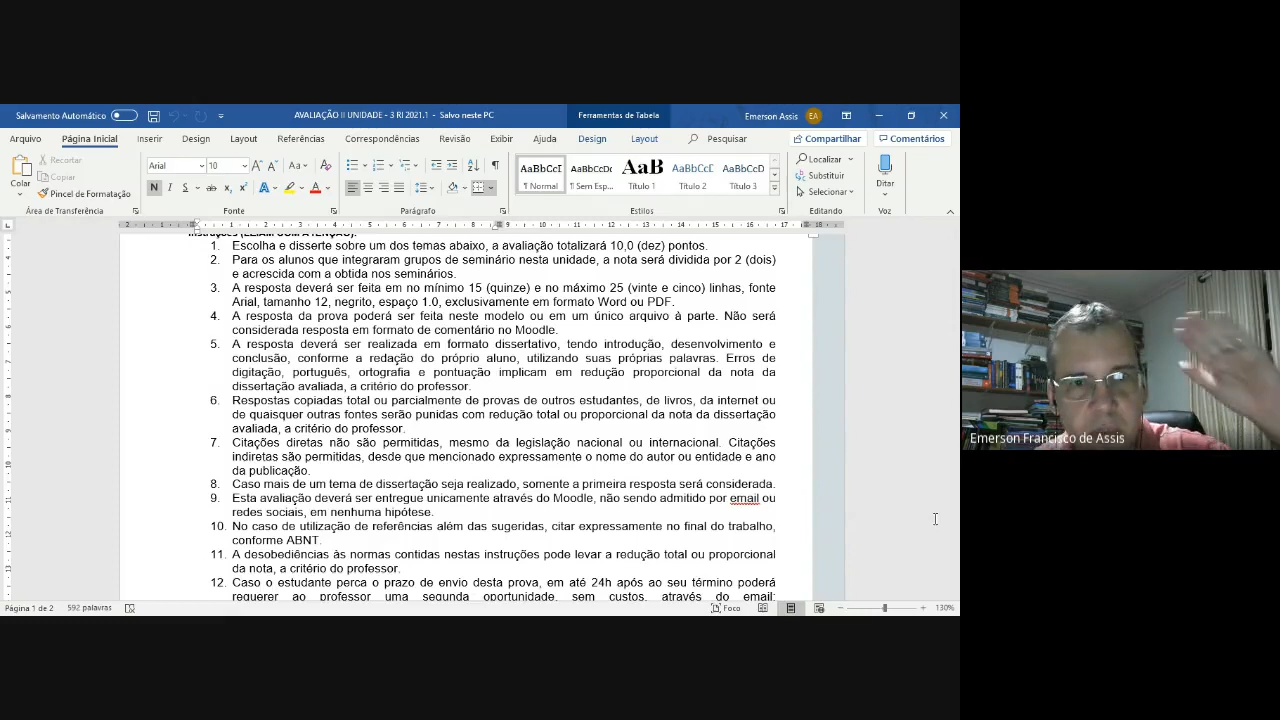 Salvamento Automático
AVALIAÇÃO II UNIDADE - 3 RI 2021.1 - Salvo neste PC
Ferramentas de Tabela
Emerson Assis
EA
Arquivo
Página Inicial
Inserir
Design
Layout
Referências
Correspondências
Revisão
Exibir
Ajuda
Design
Layout
Pesquisar
Compartilhar
Comentários
Colar
Recortar
Copiar
Pincel de Formatação
Área de Transferência
Arial
10
Fonte
Parágrafo
AaBbCcI
¶ Normal
AaBbCcDc
¶ Sem Esp...
AaB
Título 1
AaBbCcC
Título 2
AaBbCcD
Título 3
Estilos
Localizar
Substituir
Selecionar
Editando
Ditar
Voz
Instruções (LEIAM COM ATENÇÃO):
1. Escolha e disserte sobre um dos temas abaixo, a avaliação totalizará 10,0 (dez) pontos.
2. Para os alunos que integraram grupos de seminário nesta unidade, a nota será dividida por 2 (dois)
e acrescida com a obtida nos seminários.
3. A resposta deverá ser feita em no mínimo 15 (quinze) e no máximo 25 (vinte e cinco) linhas, fonte
Arial, tamanho 12, negrito, espaço 1.0, exclusivamente em formato Word ou PDF.
4. A resposta da prova poderá ser feita neste modelo ou em um único arquivo à parte. Não será
considerada resposta em formato de comentário no Moodle.
5. A resposta deverá ser realizada em formato dissertativo, tendo introdução, desenvolvimento e
conclusão, conforme a redação do próprio aluno, utilizando suas próprias palavras. Erros de
digitação, português, ortografia e pontuação implicam em redução proporcional da nota da
dissertação avaliada, a critério do professor.
6. Respostas copiadas total ou parcialmente de provas de outros estudantes, de livros, da internet ou
de quaisquer outras fontes serão punidas com redução total ou proporcional da nota da dissertação
avaliada, a critério do professor.
7. Citações diretas não são permitidas, mesmo da legislação nacional ou internacional. Citações
indiretas são permitidas, desde que mencionado expressamente o nome do autor ou entidade e ano
da publicação.
8. Caso mais de um tema de dissertação seja realizado, somente a primeira resposta será considerada.
9. Esta avaliação deverá ser entregue unicamente através do Moodle, não sendo admitido por email ou
redes sociais, em nenhuma hipótese.
10. No caso de utilização de referências além das sugeridas, citar expressamente no final do trabalho,
conforme ABNT.
11. A desobediências às normas contidas nestas instruções pode levar a redução total ou proporcional
da nota, a critério do professor.
12. Caso o estudante perca o prazo de envio desta prova, em até 24h após ao seu término poderá
requerer ao professor uma segunda oportunidade, sem custos, através do email:
Página 1 de 2
592 palavras
Foco
130%
Emerson Francisco de Assis